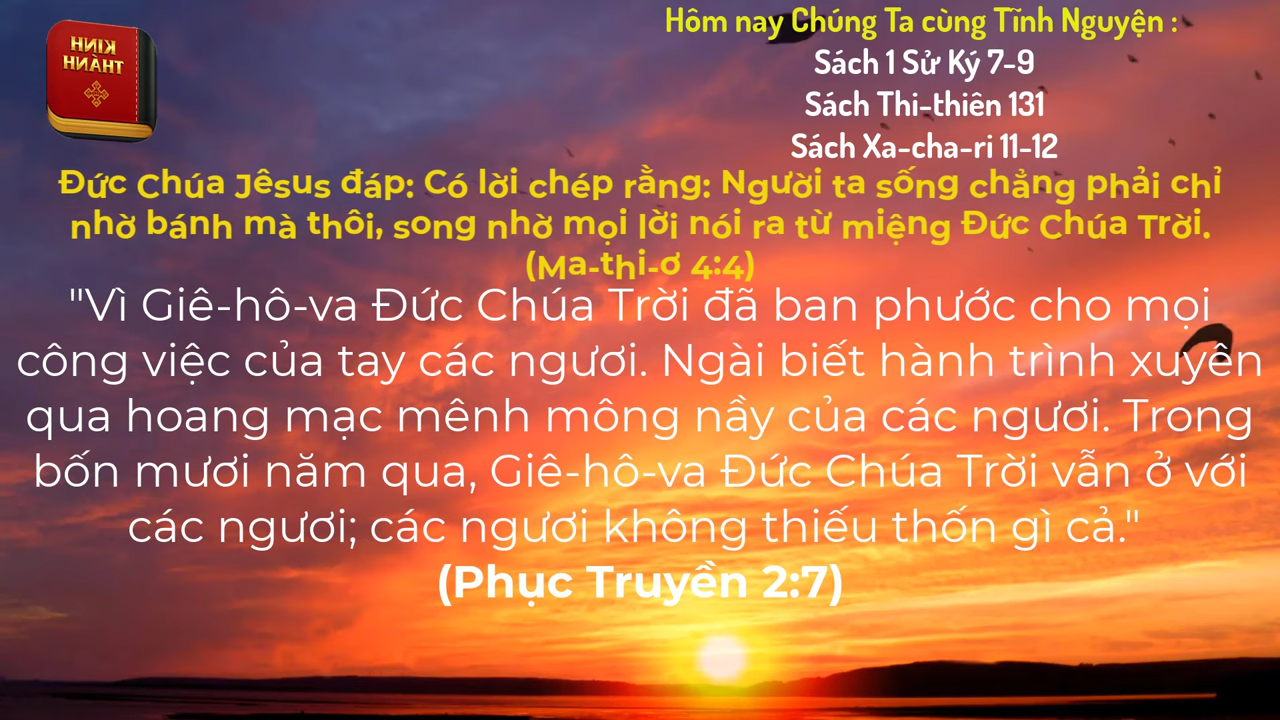 KINH
THÁNH
Hôm nay Chúng Ta cùng Tĩnh Nguyện :
Sách 1 Sử Ký 7-9
Sách Thi-thiên 131
Sách Xa-cha-ri 11-12
Đức Chúa Jêsus đáp: Có lời chép rằng: Người ta sống chẳng phải chỉ
nhờ bánh mà thôi, song nhờ mọi lời nói ra từ miệng Đức Chúa Trời.
(Ma-thi-ơ 4:4)
"Vì Giê-hô-va Đức Chúa Trời đã ban phước cho mọi
công việc của tay các ngươi. Ngài biết hành trình xuyên
qua hoang mạc mênh mông nầy của các ngươi. Trong
bốn mươi năm qua, Giê-hô-va Đức Chúa Trời vẫn ở với
các ngươi; các ngươi không thiếu thốn gì cả."
(Phục Truyền 2:7)